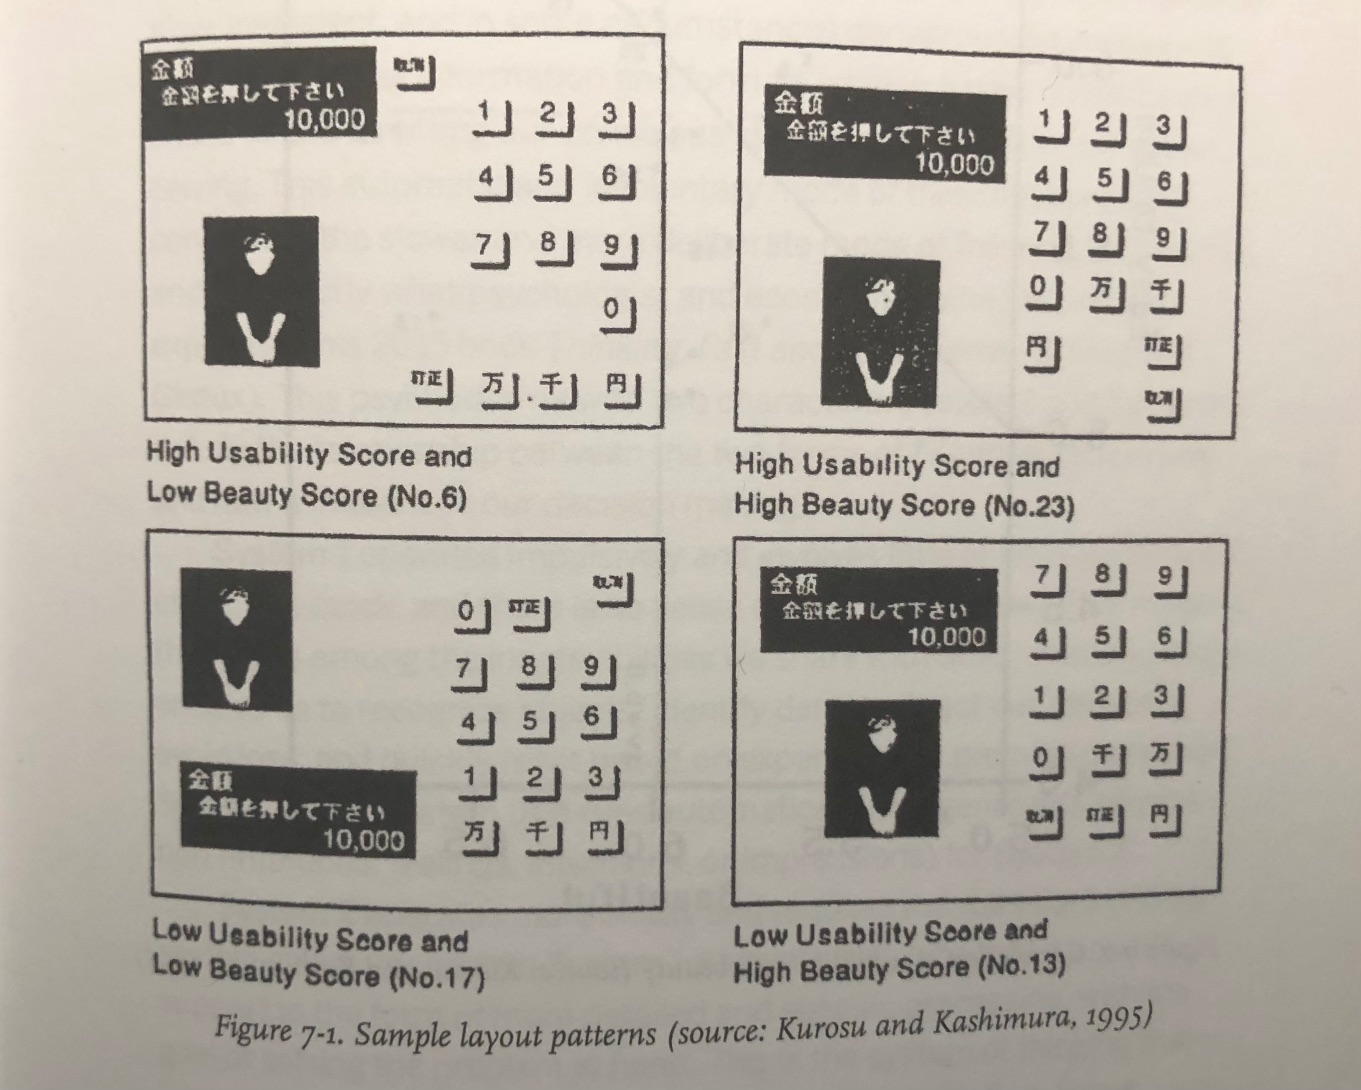 金額
金額を押して下さい
10,000
取消
1 2 3
4 5 6
7 8 9
0
訂正 万 千 円
High Usability Score and
Low Beauty Score (No.6)
金額
金額を押して下さい
10,000
1 2 3
4 5 6
7 8 9
0 万 千
円 訂正
取消
High Usability Score and
High Beauty Score (No.23)
取消
0 訂正
7 8 9
4 5 6
1 2 3
万 千 円
金額
金額を押して下さい
10,000
Low Usability Score and
Low Beauty Score (No.17)
金額
金額を押して下さい
10,000
7 8 9
4 5 6
1 2 3
0 千 万
取消 訂正 円
Low Usability Score and
High Beauty Score (No.13)
Figure 7-1. Sample layout patterns (source: Kurosu and Kashimura, 1995)